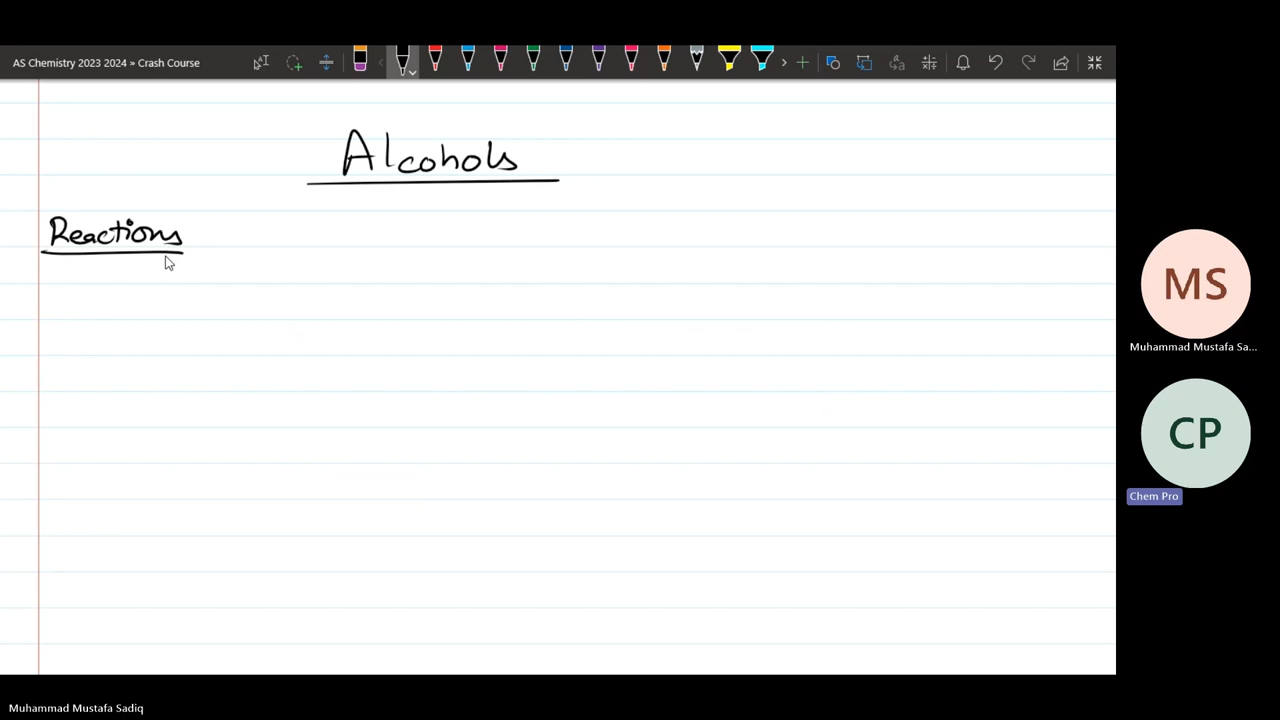 AS Chemistry 2023 2024 » Crash Course
Alcohols
Reactions
MS
Muhammad Mustafa Sa...
CP
Chem Pro
Muhammad Mustafa Sadiq